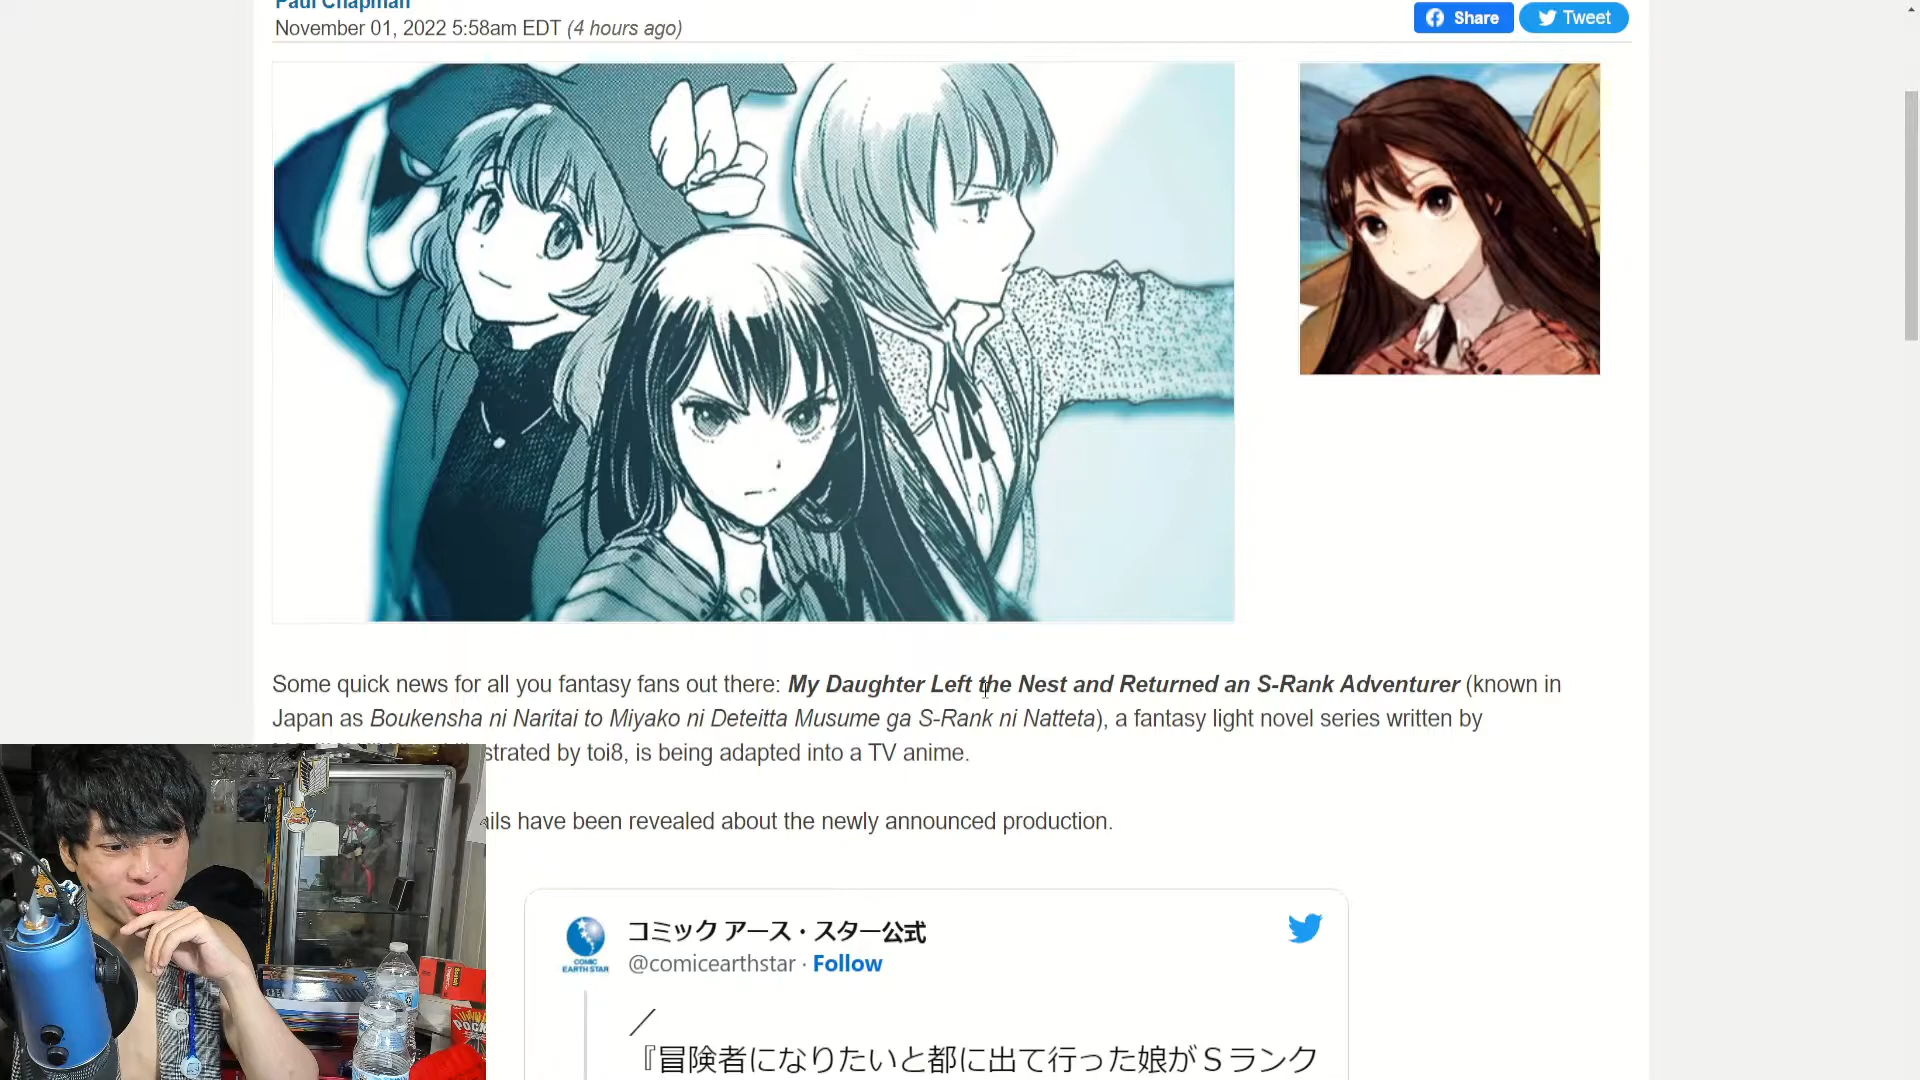 Paul Chapman
November 01, 2022 5:58am EDT (4 hours ago)
Share
Tweet
Some quick news for all you fantasy fans out there: My Daughter Left the Nest and Returned an S-Rank Adventurer (known in
Japan as Boukensha ni Naritai to Miyako ni Deteitta Musume ga S-Rank ni Natteta), a fantasy light novel series written by
strated by toi8, is being adapted into a TV anime.
ils have been revealed about the newly announced production.
コミック アース・スター公式
COMIC
EARTH STAR
@comicearthstar · Follow
／
『冒険者になりたいと都に出て行った娘がＳランク